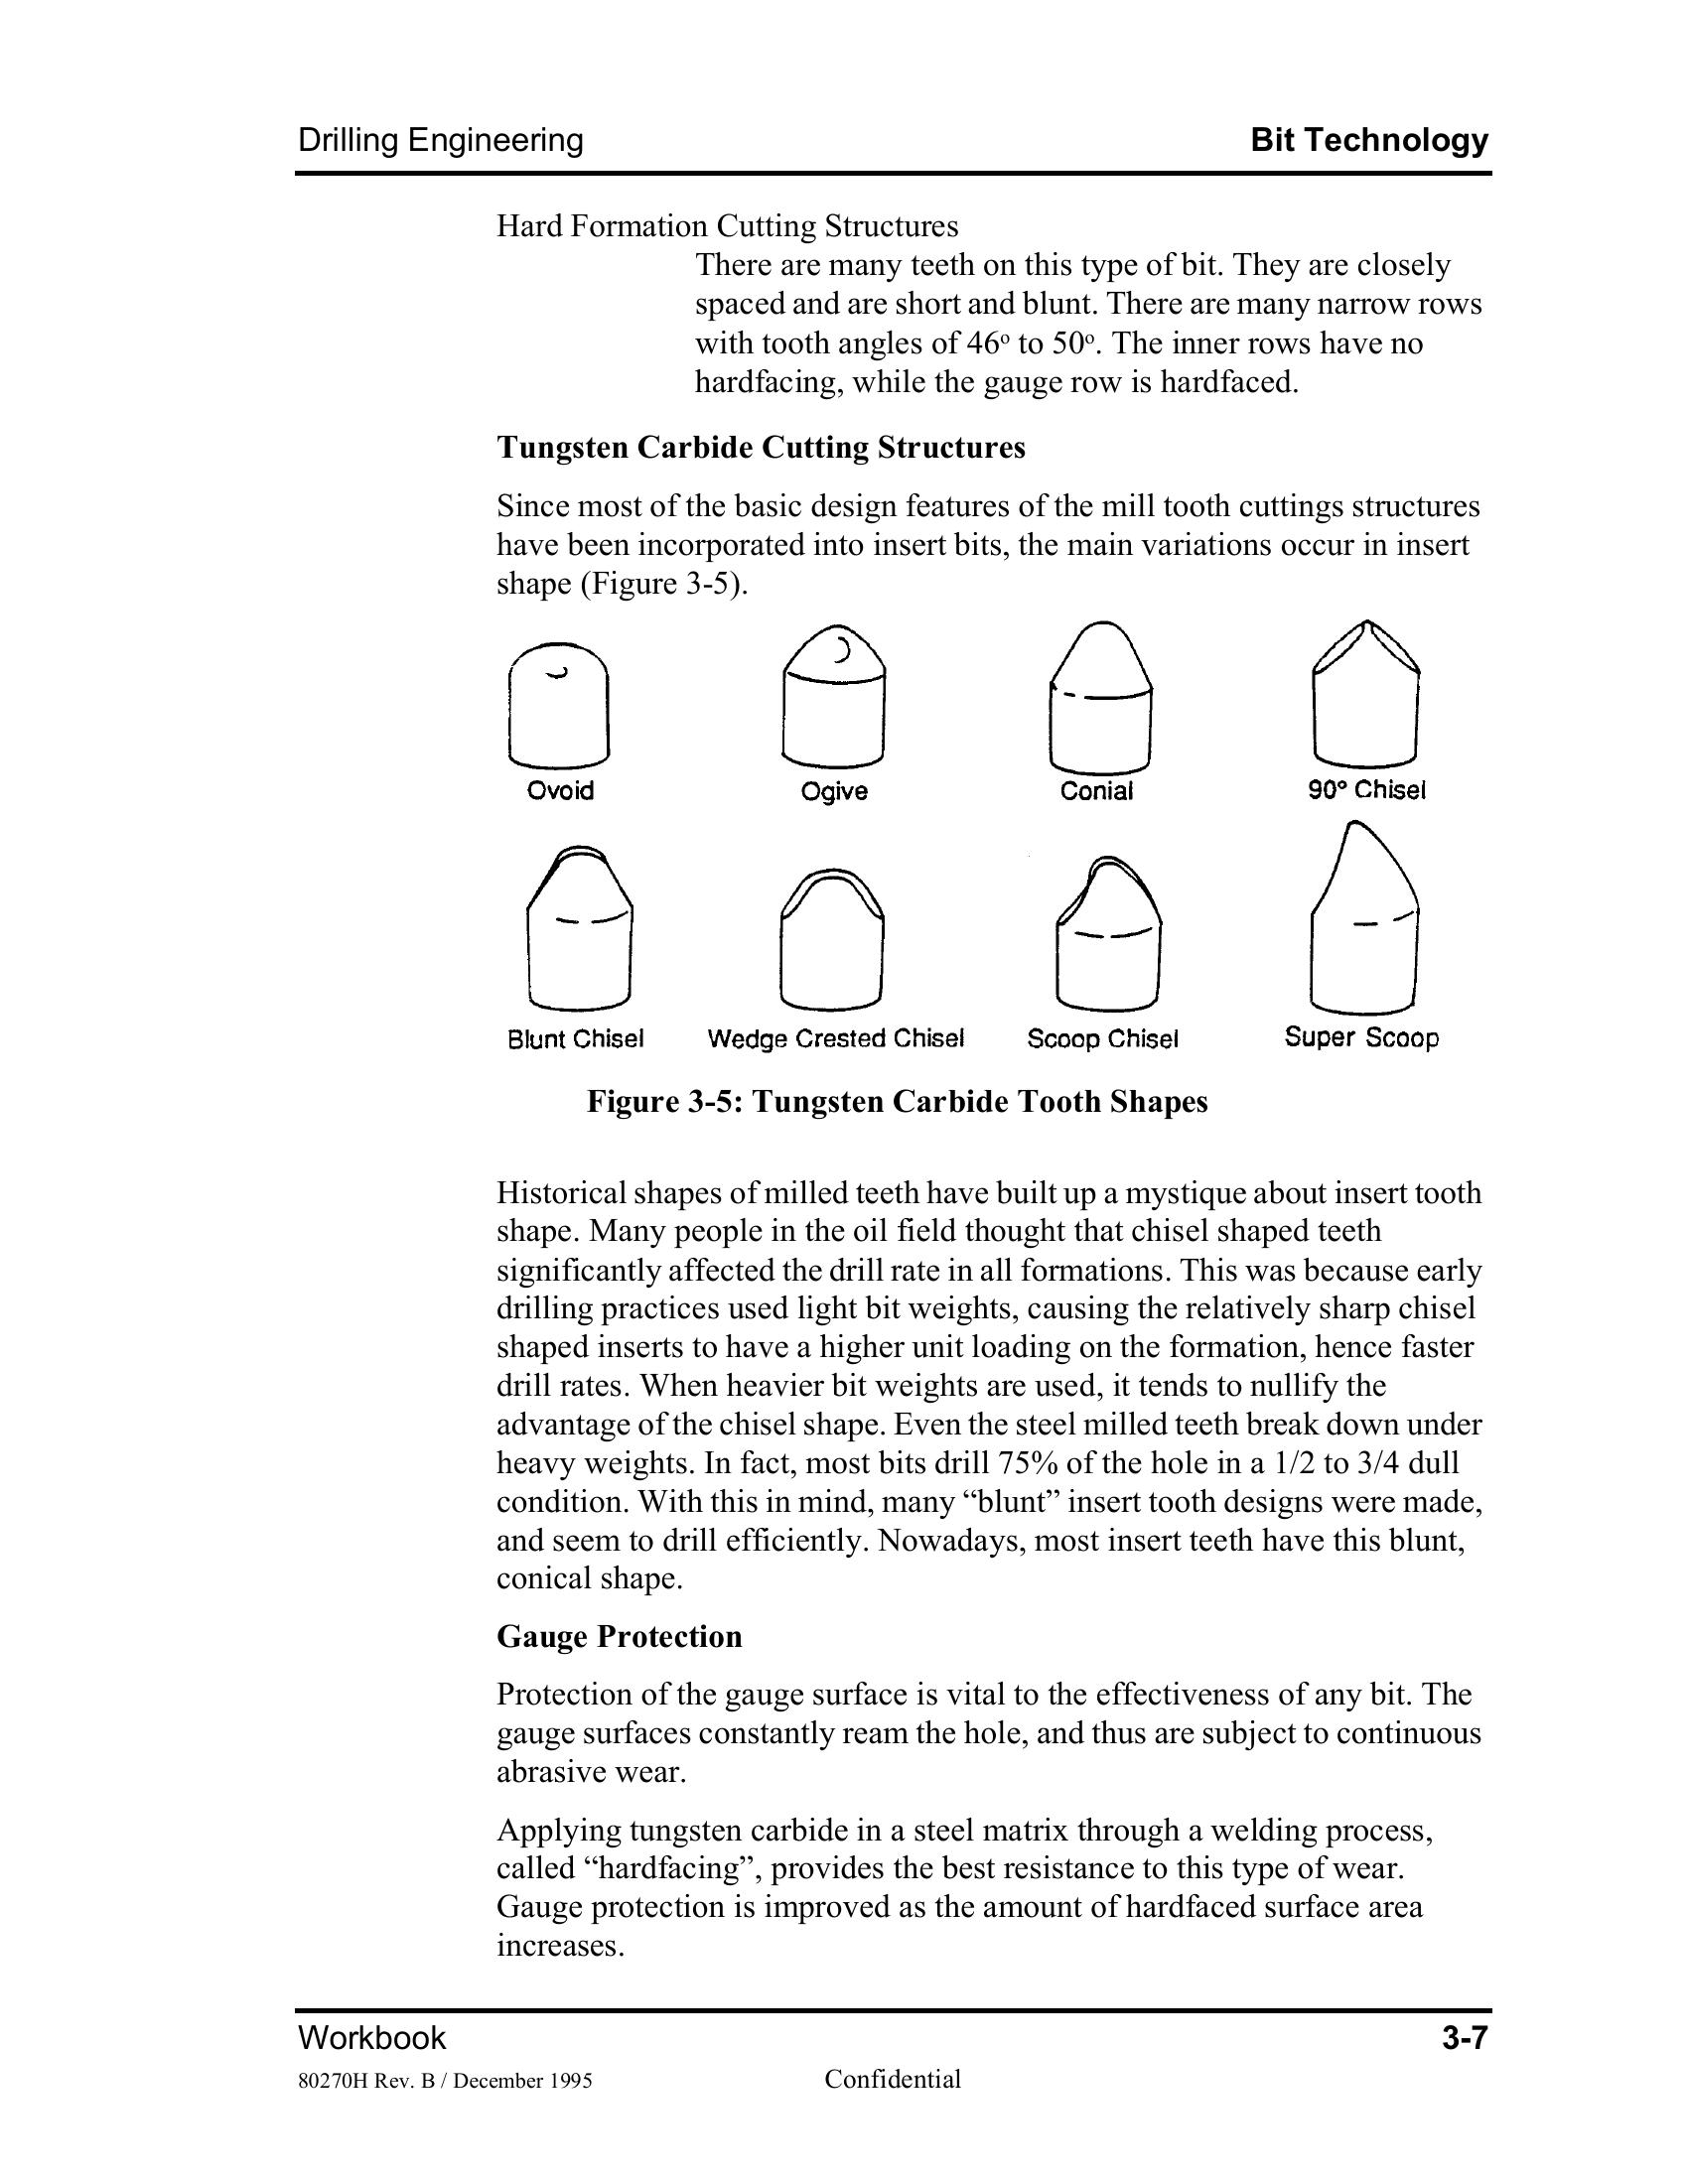 Drilling Engineering Bit Technology
Hard Formation Cutting Structures
There are many teeth on this type of bit. They are closely
spaced and are short and blunt. There are many narrow rows
with tooth angles of 46º to 50º. The inner rows have no
hardfacing, while the gauge row is hardfaced.
Tungsten Carbide Cutting Structures
Since most of the basic design features of the mill tooth cuttings structures
have been incorporated into insert bits, the main variations occur in insert
shape (Figure 3-5).
Ovoid Ogive Conial 90° Chisel
Blunt Chisel Wedge Crested Chisel Scoop Chisel Super Scoop
Figure 3-5: Tungsten Carbide Tooth Shapes
Historical shapes of milled teeth have built up a mystique about insert tooth
shape. Many people in the oil field thought that chisel shaped teeth
significantly affected the drill rate in all formations. This was because early
drilling practices used light bit weights, causing the relatively sharp chisel
shaped inserts to have a higher unit loading on the formation, hence faster
drill rates. When heavier bit weights are used, it tends to nullify the
advantage of the chisel shape. Even the steel milled teeth break down under
heavy weights. In fact, most bits drill 75% of the hole in a 1/2 to 3/4 dull
condition. With this in mind, many “blunt” insert tooth designs were made,
and seem to drill efficiently. Nowadays, most insert teeth have this blunt,
conical shape.
Gauge Protection
Protection of the gauge surface is vital to the effectiveness of any bit. The
gauge surfaces constantly ream the hole, and thus are subject to continuous
abrasive wear.
Applying tungsten carbide in a steel matrix through a welding process,
called “hardfacing”, provides the best resistance to this type of wear.
Gauge protection is improved as the amount of hardfaced surface area
increases.
Workbook 3-7
80270H Rev. B / December 1995 Confidential